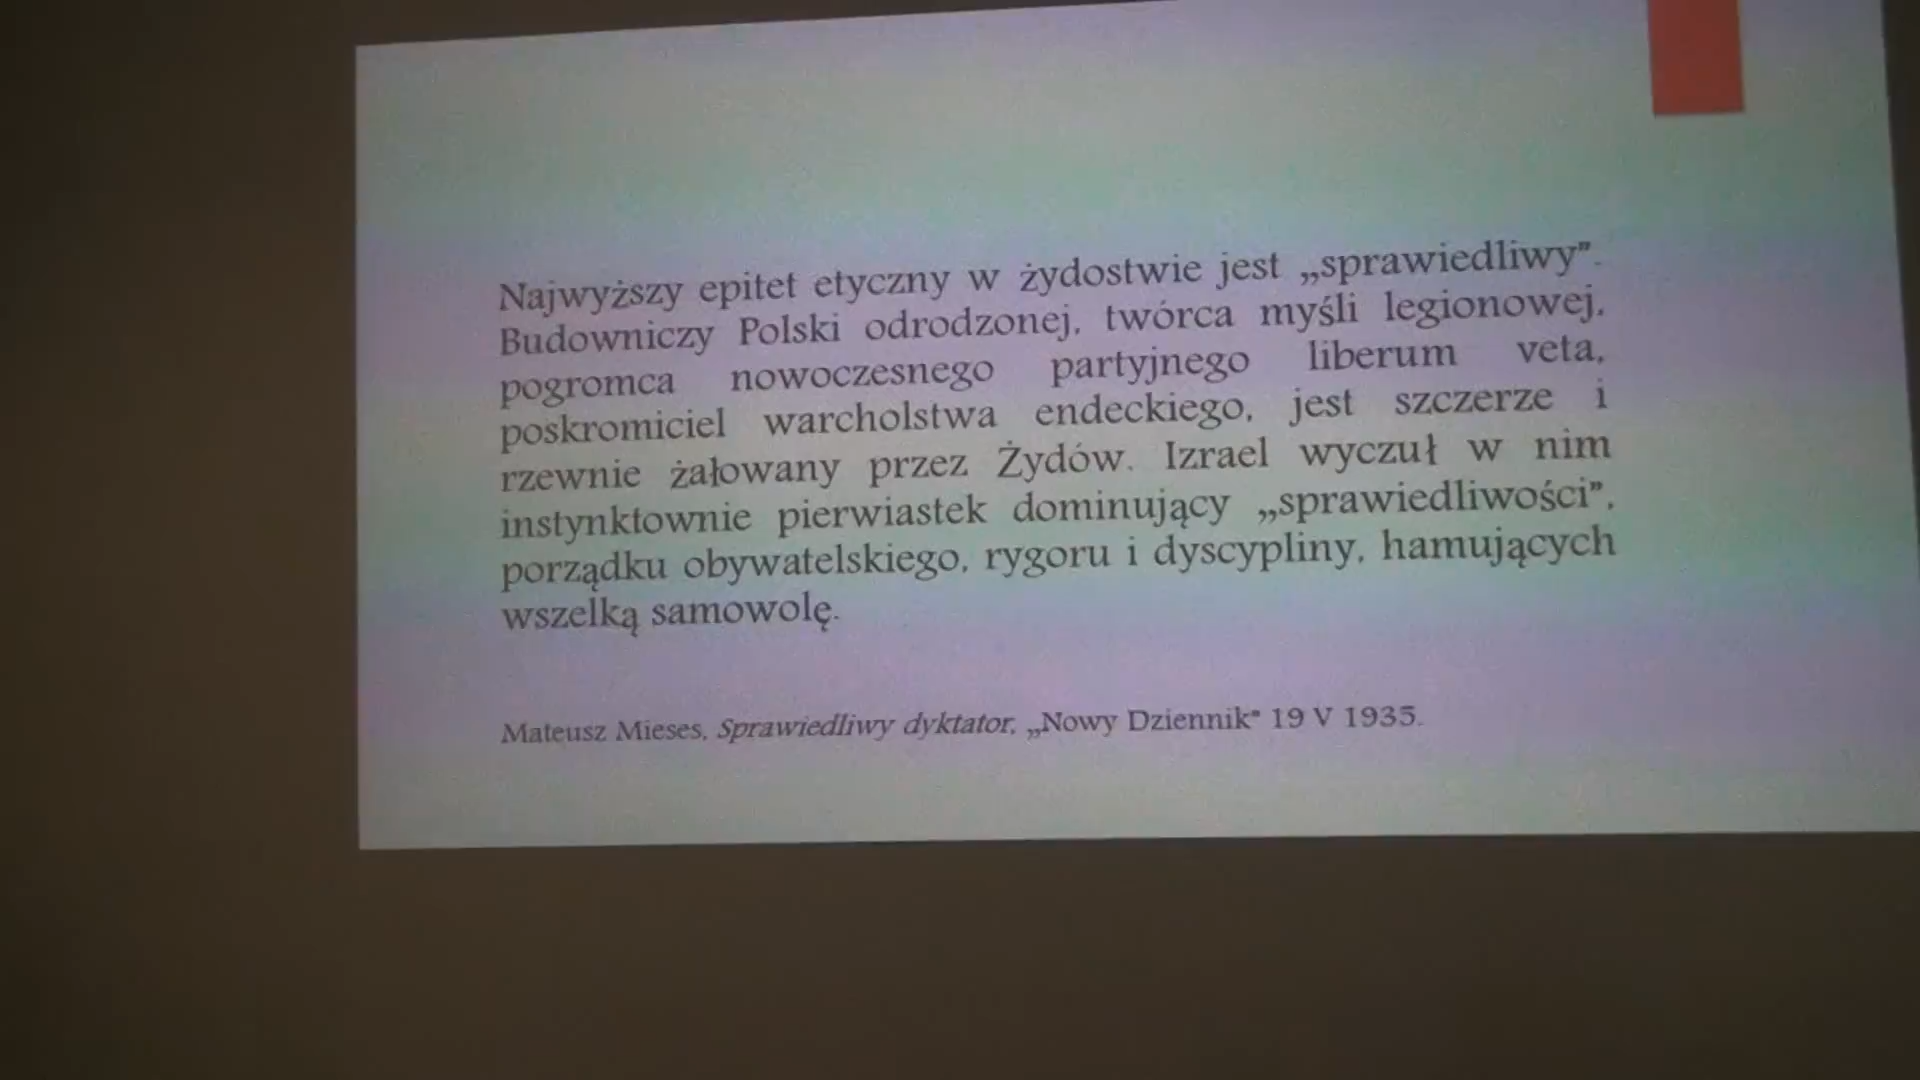 Najwyższy epitet etyczny w żydostwie jest „sprawiedliwy”.
Budowniczy Polski odrodzonej, twórca myśli legionowej,
pogromca nowoczesnego partyjnego liberum veta,
poskromiciel warcholstwa endeckiego, jest szczerze i
rzewnie żałowany przez Żydów. Izrael wyczuł w nim
instynktownie pierwiastek dominujący „sprawiedliwości”,
porządku obywatelskiego, rygoru i dyscypliny, hamujących
wszelką samowolę.
Mateusz Mieses, Sprawiedliwy dyktator, „Nowy Dziennik” 19 V 1935.